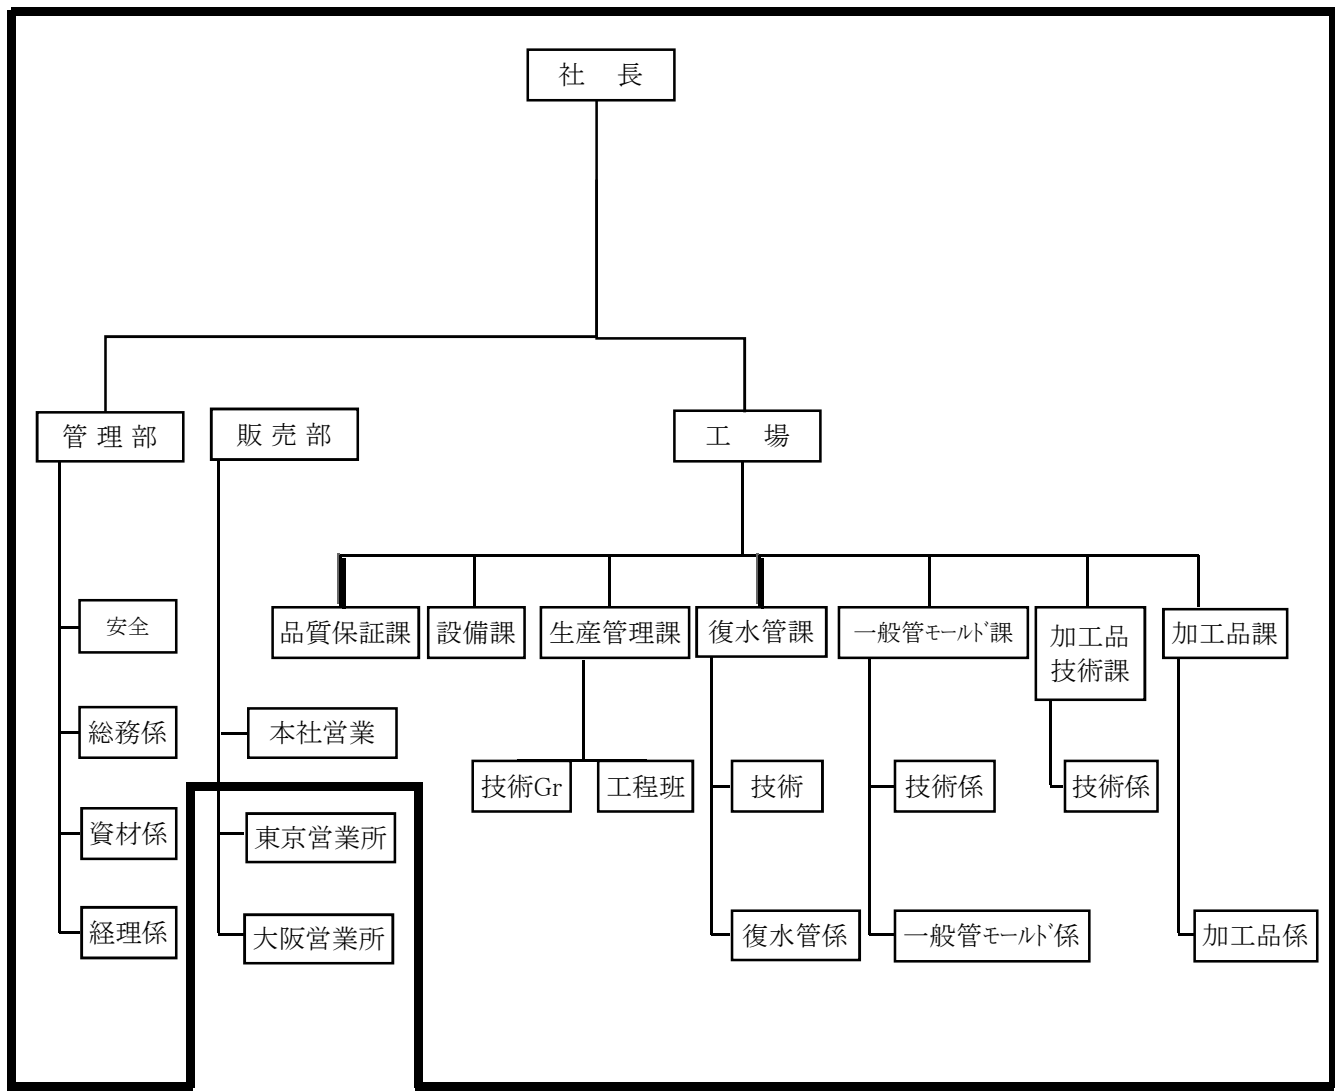 社　長
管 理 部
販 売 部
工　場
安全
総務係
資材係
経理係
本社営業
東京営業所
大阪営業所
品質保証課
設備課
生産管理課
復水管課
一般管ﾓｰﾙﾄﾞ課
加工品
技術課
加工品課
技術Gr
工程班
技術
復水管係
技術係
一般管ﾓｰﾙﾄﾞ係
技術係
加工品係